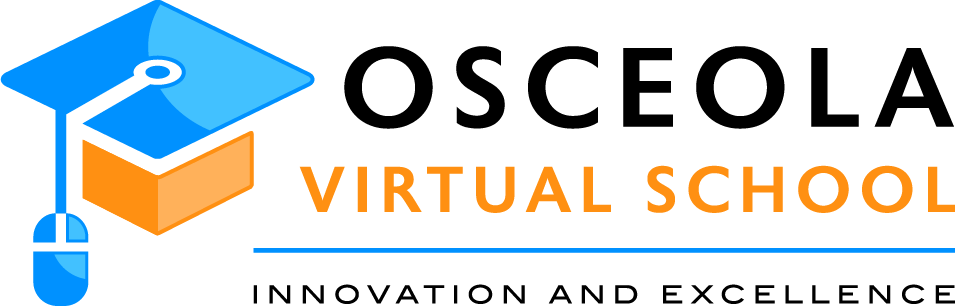 OSCEOLA
VIRTUAL SCHOOL
INNOVATION AND EXCELLENCE